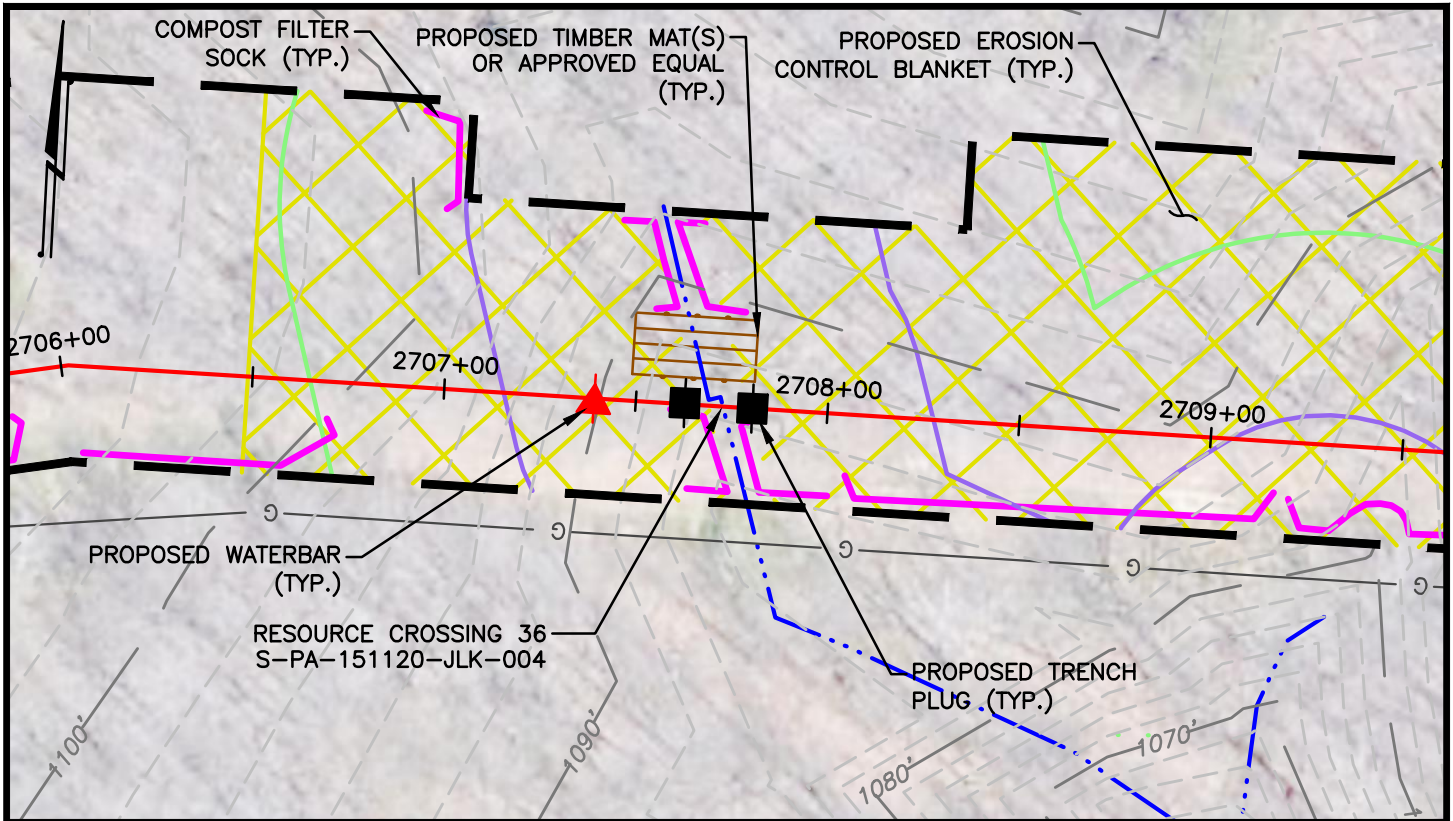 COMPOST FILTER
SOCK (TYP.)
PROPOSED TIMBER MAT(S)
OR APPROVED EQUAL
(TYP.)
PROPOSED EROSION
CONTROL BLANKET (TYP.)
2706+00
2707+00
2708+00
2709+00
G
G
G
G
G
PROPOSED WATERBAR
(TYP.)
RESOURCE CROSSING 36
S-PA-151120-JLK-004
PROPOSED TRENCH
PLUG (TYP.)
1100'
1090'
1080'
1070'